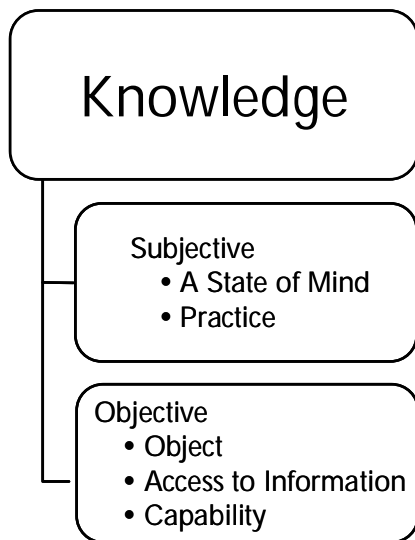 Knowledge
Subjective
• A State of Mind
• Practice
Objective
• Object
• Access to Information
• Capability